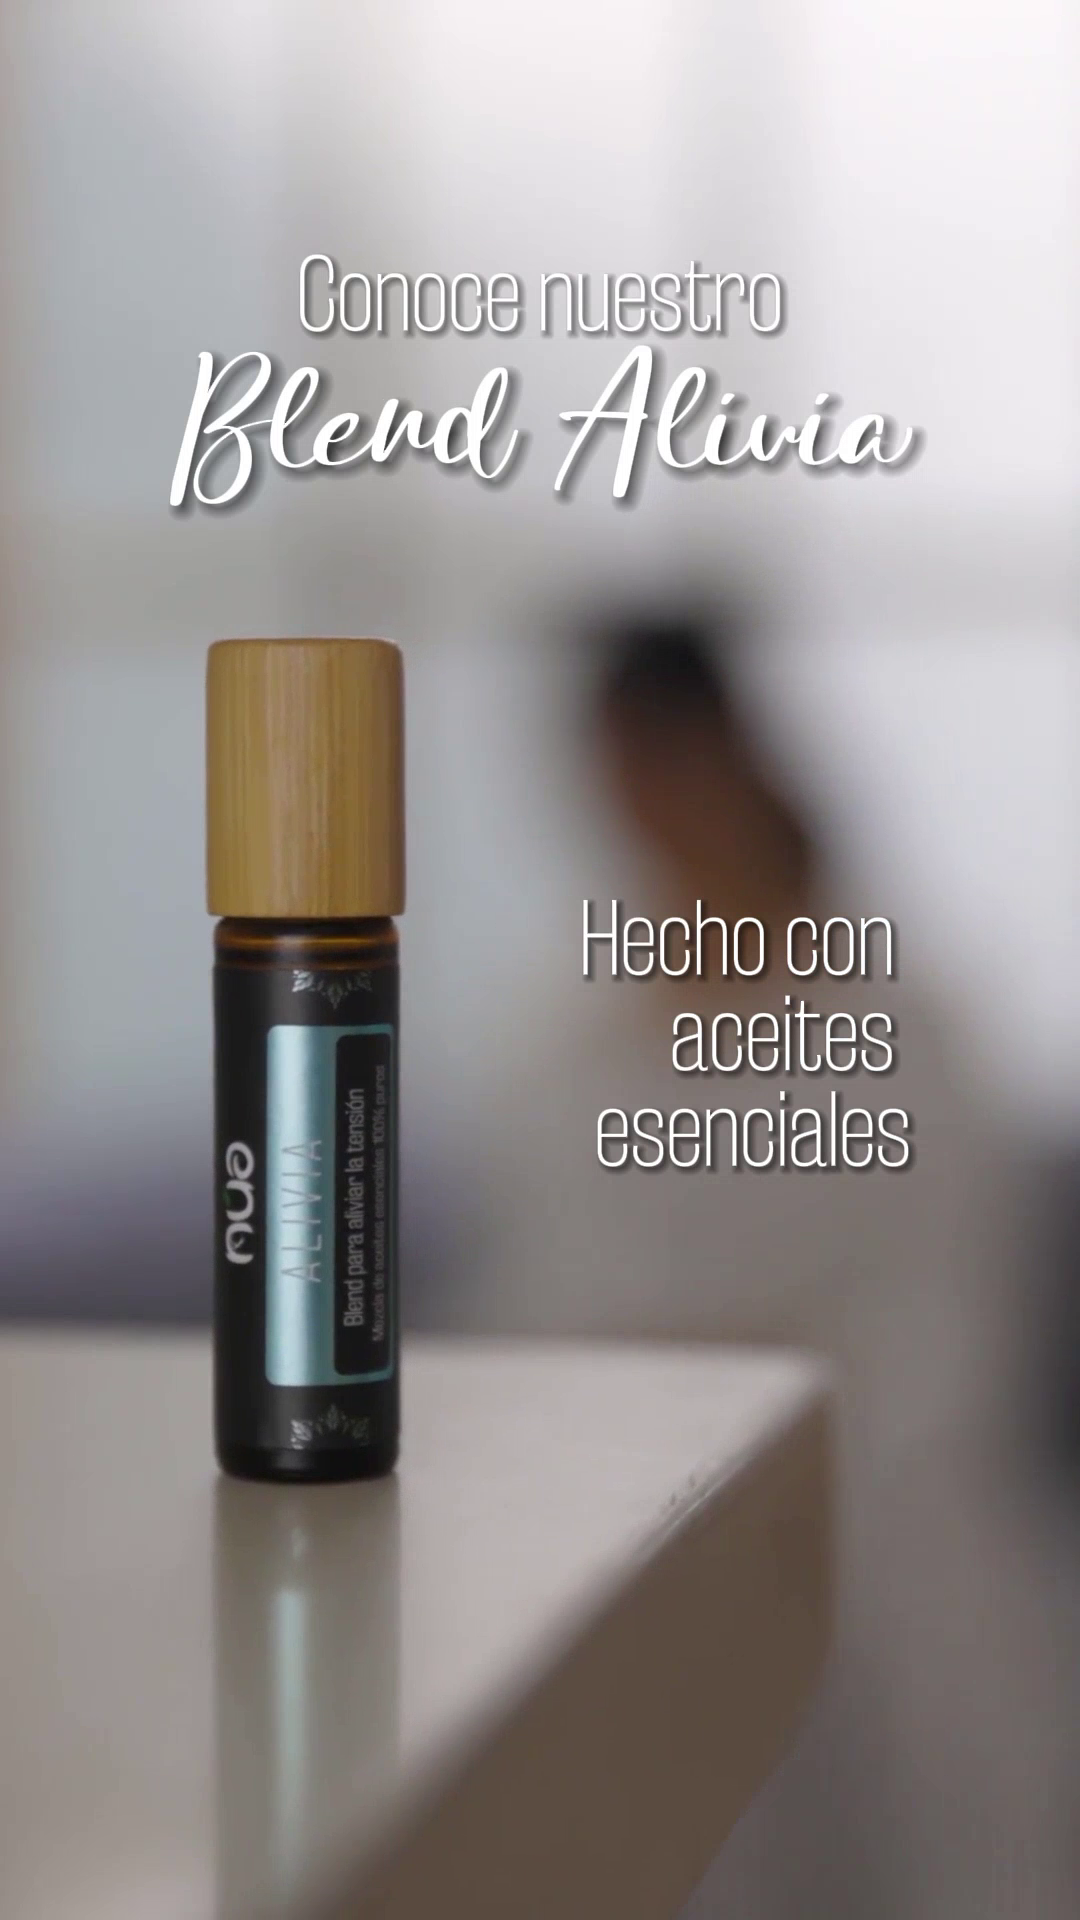 Conoce nuestro
Blend Alivia
Hecho con
aceites
esenciales
enu
ALIVIA
Blend para aliviar la tensión
Mezcla de aceites esenciales 100% puros